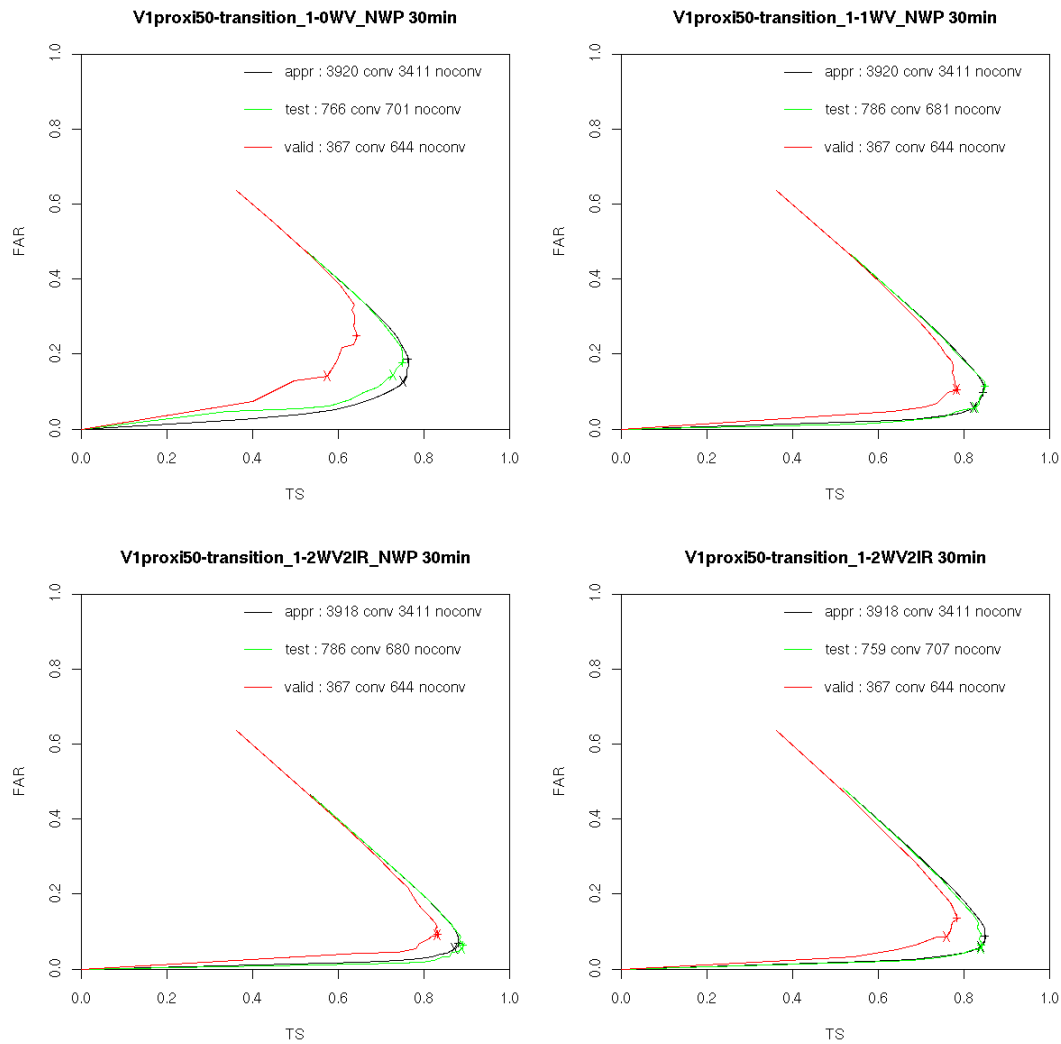 V1proxi50-transition_1-0WV_NWP 30min
appr : 3920 conv 3411 noconv
test : 766 conv 701 noconv
valid : 367 conv 644 noconv
FAR
1.0
0.8
0.6
0.4
0.2
0.0
0.0 0.2 0.4 0.6 0.8 1.0
TS
V1proxi50-transition_1-1WV_NWP 30min
appr : 3920 conv 3411 noconv
test : 786 conv 681 noconv
valid : 367 conv 644 noconv
FAR
1.0
0.8
0.6
0.4
0.2
0.0
0.0 0.2 0.4 0.6 0.8 1.0
TS
V1proxi50-transition_1-2WV2IR_NWP 30min
appr : 3918 conv 3411 noconv
test : 786 conv 680 noconv
valid : 367 conv 644 noconv
FAR
1.0
0.8
0.6
0.4
0.2
0.0
0.0 0.2 0.4 0.6 0.8 1.0
TS
V1proxi50-transition_1-2WV2IR 30min
appr : 3918 conv 3411 noconv
test : 759 conv 707 noconv
valid : 367 conv 644 noconv
FAR
1.0
0.8
0.6
0.4
0.2
0.0
0.0 0.2 0.4 0.6 0.8 1.0
TS